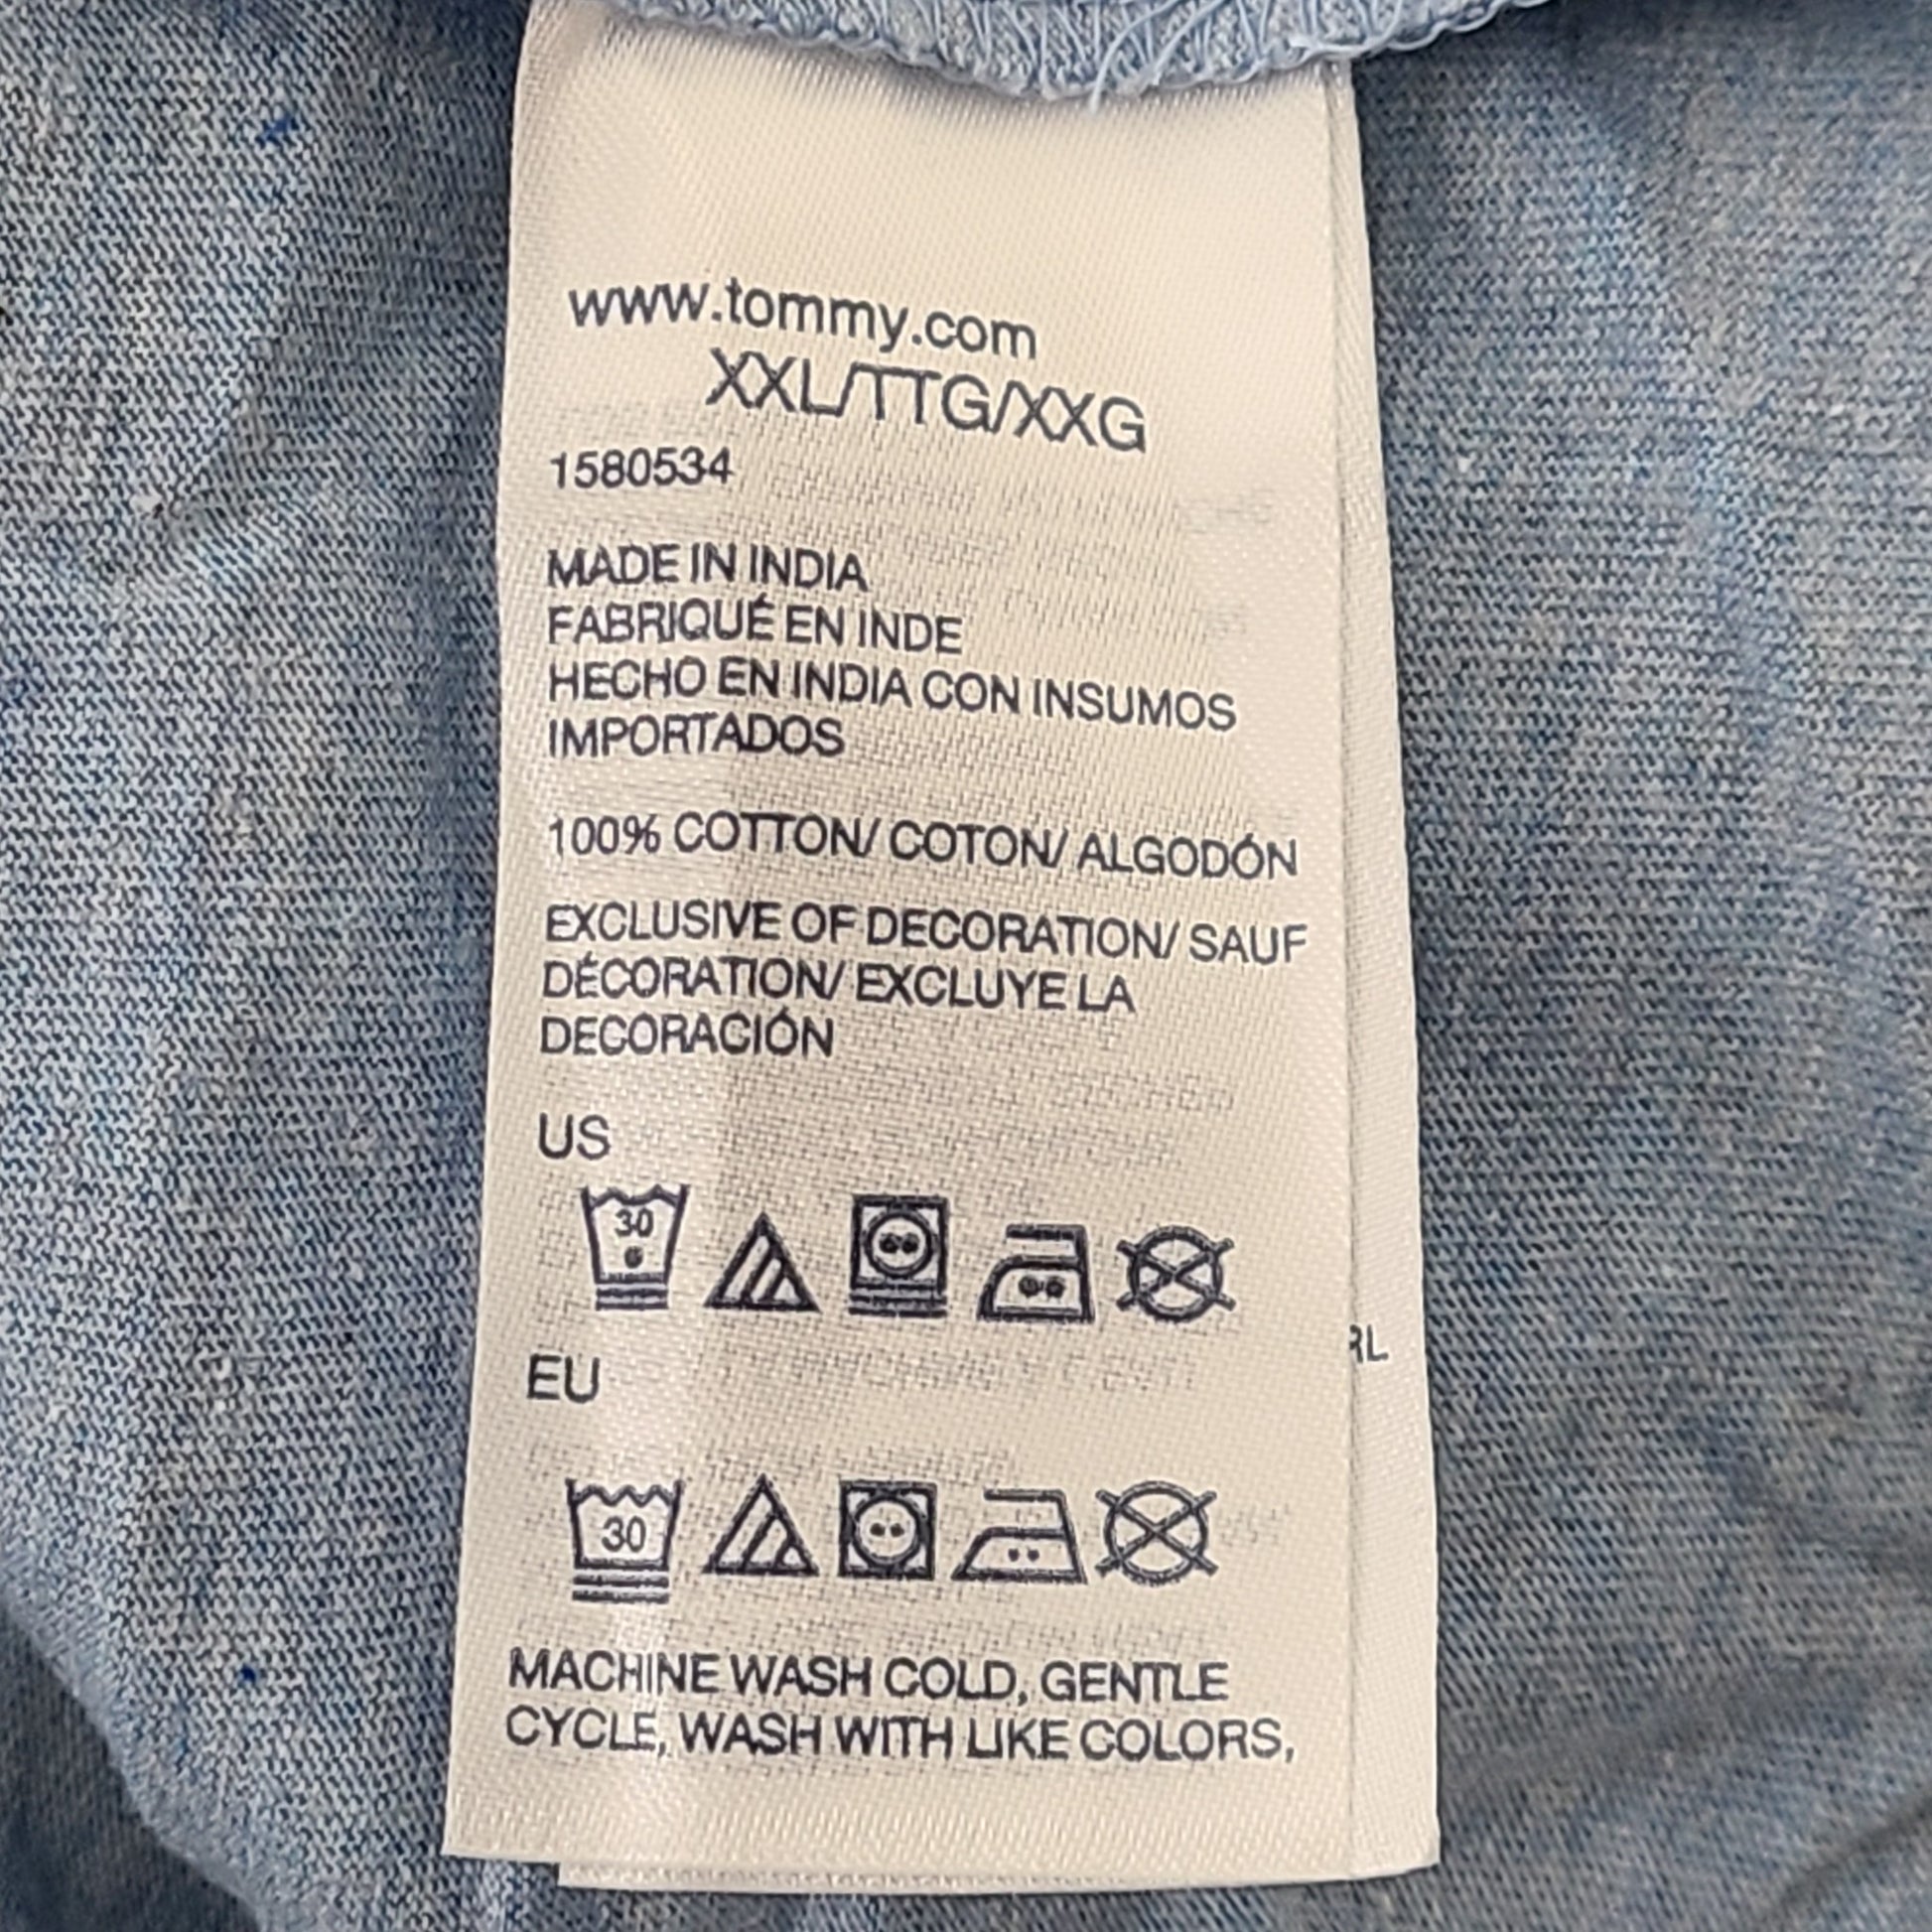 www.tommy.com
XXL/TTG/XXG
1580534
MADE IN INDIA
FABRIQUÉ EN INDE
HECHO EN INDIA CON INSUMOS
IMPORTADOS
100% COTTON/ COTON/ ALGODÓN
EXCLUSIVE OF DECORATION/ SAUF
DÉCORATION/ EXCLUYE LA
DECORACIÓN
US
30
EU
30
MACHINE WASH COLD, GENTLE
CYCLE, WASH WITH LIKE COLORS,